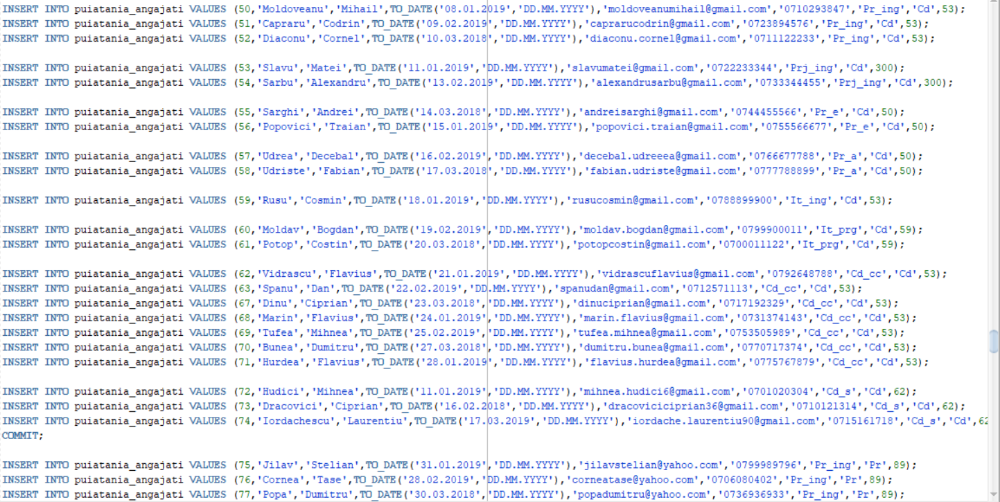 INSERT INTO puiatania_angajati VALUES (50,'Moldoveanu','Mihail',TO_DATE('08.01.2019','DD.MM.YYYY'),'moldoveanumihail@gmail.com','0710293847','Pr_ing','Cd',53);
INSERT INTO puiatania_angajati VALUES (51,'Capraru','Codrin',TO_DATE('09.02.2019','DD.MM.YYYY'),'caprarucodrin@gmail.com','0723894576','Pr_ing','Cd',53);
INSERT INTO puiatania_angajati VALUES (52,'Diaconu','Cornel',TO_DATE('10.03.2018','DD.MM.YYYY'),'diaconu.cornel@gmail.com','0711122233','Pr_ing','Cd',53);
INSERT INTO puiatania_angajati VALUES (53,'Slavu','Matei',TO_DATE('11.01.2019','DD.MM.YYYY'),'slavumatei@gmail.com','0722233344','Prj_ing','Cd',300);
INSERT INTO puiatania_angajati VALUES (54,'Sarbu','Alexandru',TO_DATE('13.02.2019','DD.MM.YYYY'),'alexandrusarbu@gmail.com','0733344455','Prj_ing','Cd',300);
INSERT INTO puiatania_angajati VALUES (55,'Sarghi','Andrei',TO_DATE('14.03.2018','DD.MM.YYYY'),'andreisarghi@gmail.com','0744455566','Pr_e','Cd',50);
INSERT INTO puiatania_angajati VALUES (56,'Popovici','Traian',TO_DATE('15.01.2019','DD.MM.YYYY'),'popovici.traian@gmail.com','0755566677','Pr_e','Cd',50);
INSERT INTO puiatania_angajati VALUES (57,'Udrea','Decebal',TO_DATE('16.02.2019','DD.MM.YYYY'),'decebal.udreeea@gmail.com','0766677788','Pr_a','Cd',50);
INSERT INTO puiatania_angajati VALUES (58,'Udriste','Fabian',TO_DATE('17.03.2018','DD.MM.YYYY'),'fabian.udriste@gmail.com','0777788899','Pr_a','Cd',50);
INSERT INTO puiatania_angajati VALUES (59,'Rusu','Cosmin',TO_DATE('18.01.2019','DD.MM.YYYY'),'rusucosmin@gmail.com','0788899900','It_ing','Cd',53);
INSERT INTO puiatania_angajati VALUES (60,'Moldav','Bogdan',TO_DATE('19.02.2019','DD.MM.YYYY'),'moldav.bogdan@gmail.com','0799900011','It_prg','Cd',59);
INSERT INTO puiatania_angajati VALUES (61,'Potop','Costin',TO_DATE('20.03.2018','DD.MM.YYYY'),'potopcostin@gmail.com','0700011122','It_prg','Cd',59);
INSERT INTO puiatania_angajati VALUES (62,'Vidrascu','Flavius',TO_DATE('21.01.2019','DD.MM.YYYY'),'vidrascuflavius@gmail.com','0792648788','Cd_cc','Cd',53);
INSERT INTO puiatania_angajati VALUES (63,'Spanu','Dan',TO_DATE('22.02.2019','DD.MM.YYYY'),'spanudan@gmail.com','0712571113','Cd_cc','Cd',53);
INSERT INTO puiatania_angajati VALUES (67,'Dinu','Ciprian',TO_DATE('23.03.2018','DD.MM.YYYY'),'dinuciprian@gmail.com','0717192329','Cd_cc','Cd',53);
INSERT INTO puiatania_angajati VALUES (68,'Marin','Flavius',TO_DATE('24.01.2019','DD.MM.YYYY'),'marin.flavius@gmail.com','0731374143','Cd_cc','Cd',53);
INSERT INTO puiatania_angajati VALUES (69,'Tufea','Mihnea',TO_DATE('25.02.2019','DD.MM.YYYY'),'tufea.mihnea@gmail.com','0753505989','Cd_cc','Cd',53);
INSERT INTO puiatania_angajati VALUES (70,'Bunea','Dumitru',TO_DATE('27.03.2018','DD.MM.YYYY'),'dumitru.bunea@gmail.com','0770717374','Cd_cc','Cd',53);
INSERT INTO puiatania_angajati VALUES (71,'Hurdea','Flavius',TO_DATE('28.01.2019','DD.MM.YYYY'),'flavius.hurdea@gmail.com','0775767879','Cd_cc','Cd',53);
INSERT INTO puiatania_angajati VALUES (72,'Hudici','Mihnea',TO_DATE('11.01.2019','DD.MM.YYYY'),'mihnea.hudici6@gmail.com','0701020304','Cd_s','Cd',62);
INSERT INTO puiatania_angajati VALUES (73,'Dracovici','Ciprian',TO_DATE('16.02.2018','DD.MM.YYYY'),'dracoviciciprian36@gmail.com','0710121314','Cd_s','Cd',62);
INSERT INTO puiatania_angajati VALUES (74,'Iordachescu','Laurentiu',TO_DATE('17.03.2019','DD.MM.YYYY'),'iordache.laurentiu90@gmail.com','0715161718','Cd_s','Cd',62
COMMIT;
INSERT INTO puiatania_angajati VALUES (75,'Jilav','Stelian',TO_DATE('31.01.2019','DD.MM.YYYY'),'jilavstelian@yahoo.com','0799989796','Pr_ing','Pr',89);
INSERT INTO puiatania_angajati VALUES (76,'Cornea','Tase',TO_DATE('28.02.2019','DD.MM.YYYY'),'corneatase@yahoo.com','0706080402','Pr_ing','Pr',89);
INSERT INTO puiatania_angajati VALUES (77,'Popa','Dumitru',TO_DATE('30.03.2018','DD.MM.YYYY'),'popadumitru@yahoo.com','0736936933','Pr_ing','Pr',89);